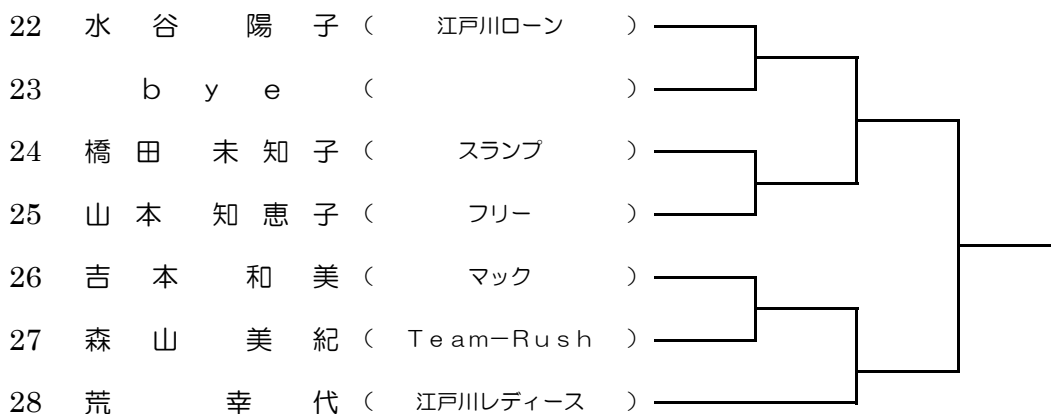 22 水 谷 陽 子 ( 江戸川ローン )
23 ｂ ｙ ｅ ( )
24 橋 田 未 知 子 ( スランプ )
25 山 本 知 恵 子 ( フリー )
26 吉 本 和 美 ( マック )
27 森 山 美 紀 ( Ｔｅａｍ－Ｒｕｓｈ )
28 荒 幸 代 ( 江戸川レディース )